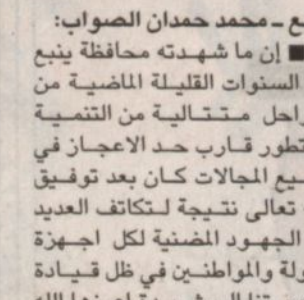 ع ـ محمد حمدان الصواب:
■ إن ما شهدته محافظة ينبع
السنوات القليلة الماضية من
راحل متتالية من التنمية
تطور قارب حد الاعجاز في
يع المجالات كان بعد توفيق
تعالى نتيجة لتكاتف العديد
الجهود المضنية لكل اجهزة
ولة والمواطنين في ظل قيادة